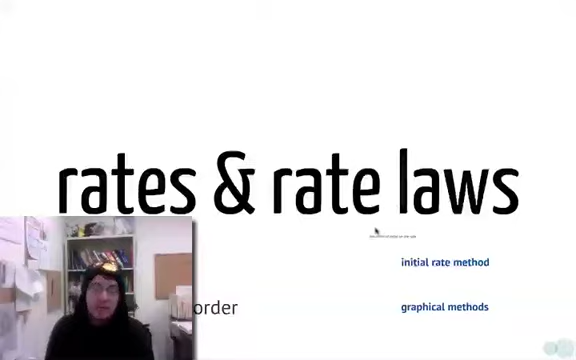 rates & rate laws
initial rate method
order
graphical methods